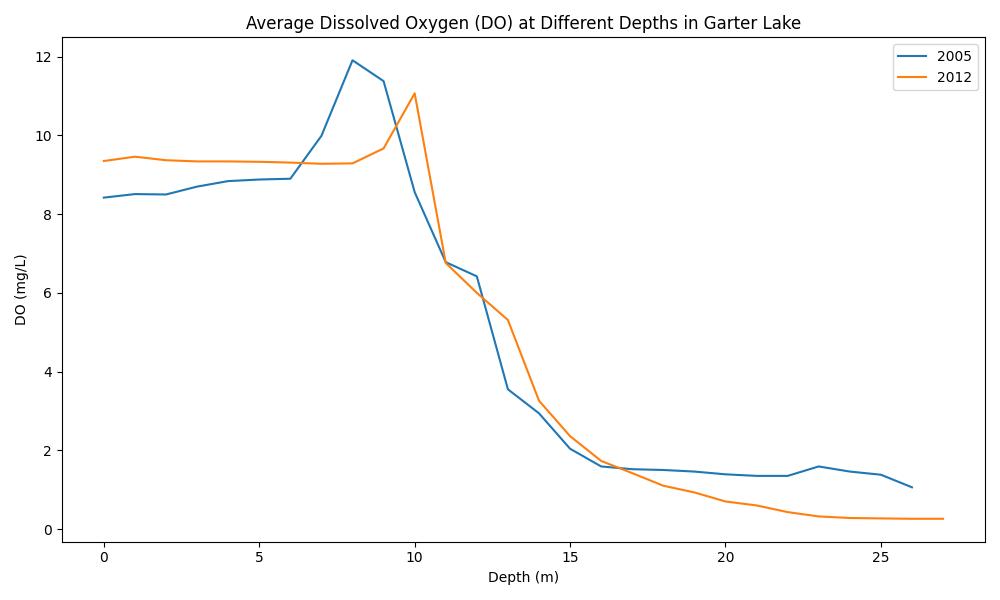 Average Dissolved Oxygen (DO) at Different Depths in Garter Lake
2005
2012
DO (mg/L)
12
10
8
6
4
2
0
0 5 10 15 20 25
Depth (m)